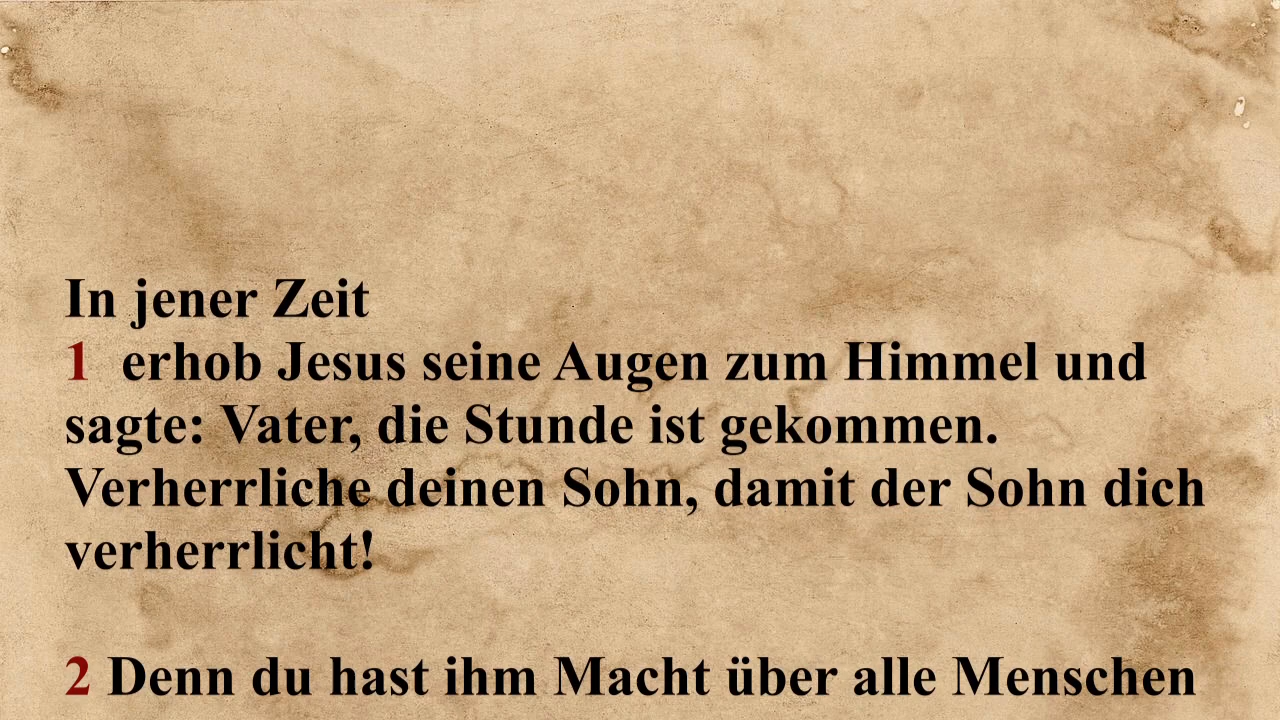 In jener Zeit
1 erhob Jesus seine Augen zum Himmel und
sagte: Vater, die Stunde ist gekommen.
Verherrliche deinen Sohn, damit der Sohn dich
verherrlicht!
2 Denn du hast ihm Macht über alle Menschen